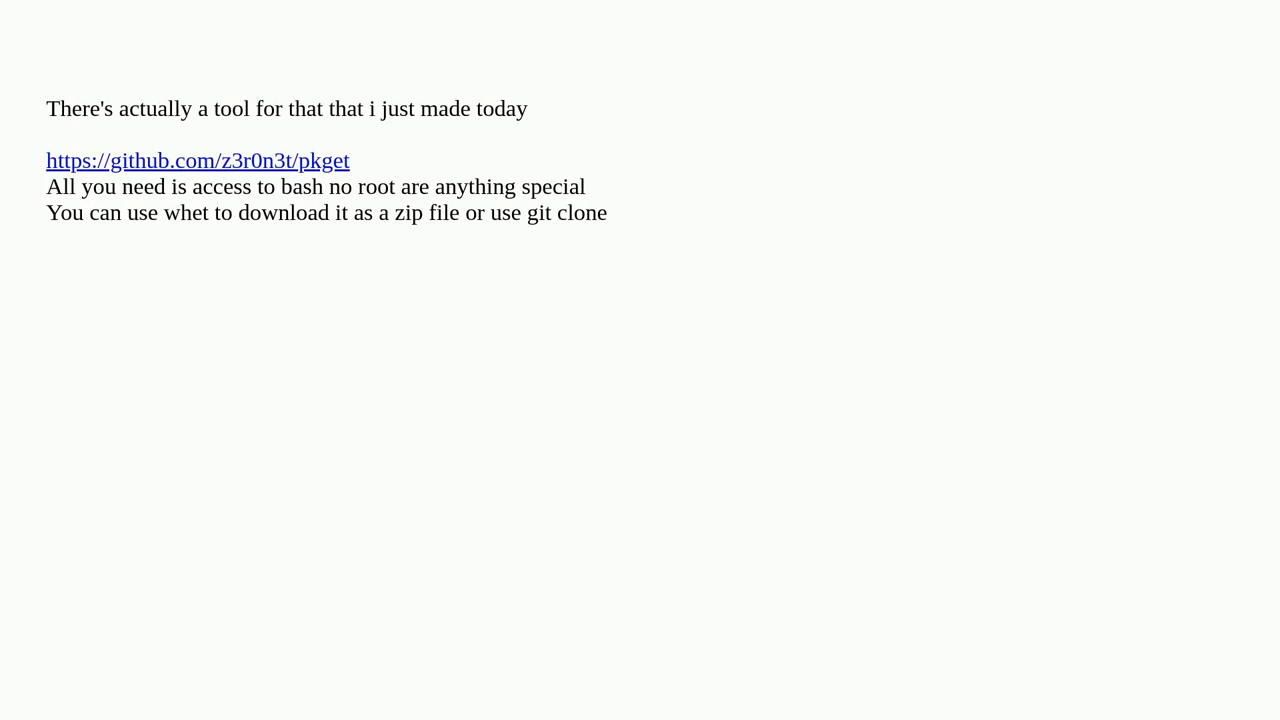 There's actually a tool for that that i just made today
https://github.com/z3r0n3t/pkget
All you need is access to bash no root are anything special
You can use whet to download it as a zip file or use git clone